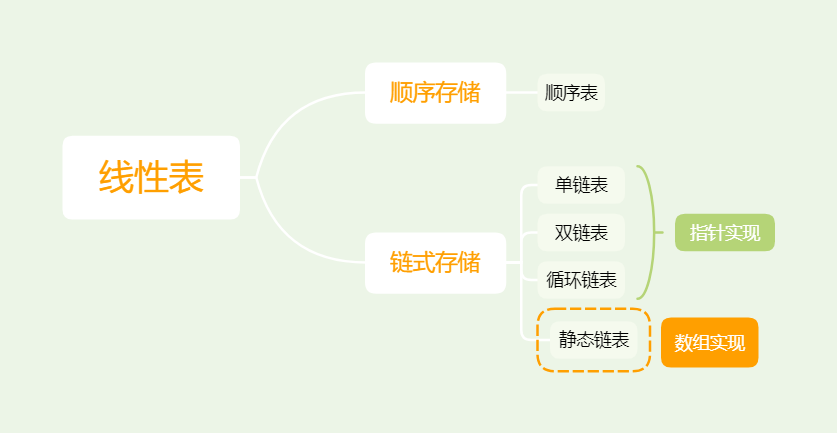 线性表
顺序存储
顺序表
链式存储
单链表
双链表
循环链表
指针实现
静态链表
数组实现